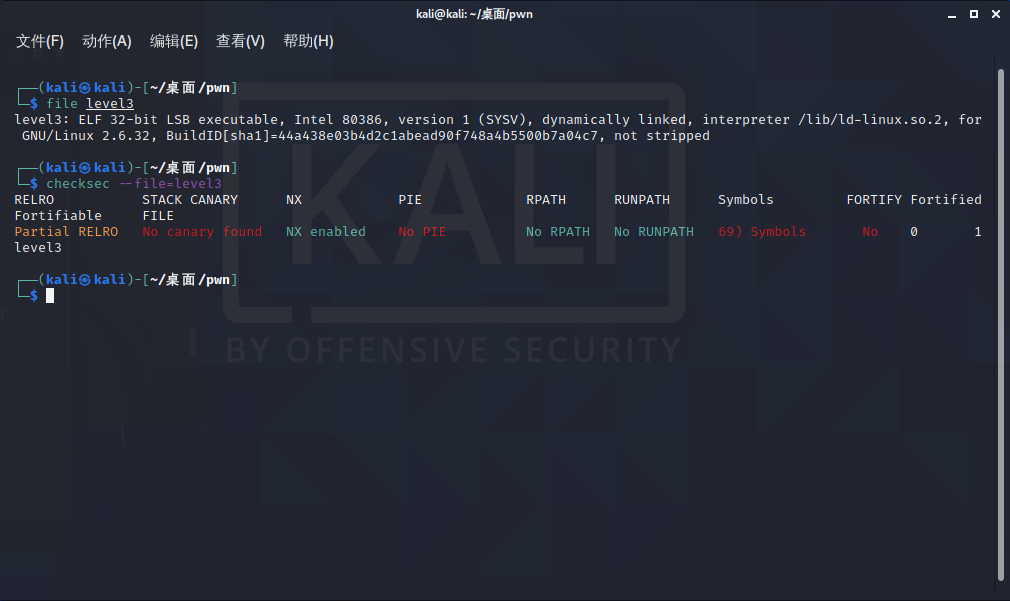 kali@kali: ~/桌面/pwn
文件(F) 动作(A) 编辑(E) 查看(V) 帮助(H)
┌──(kali㉿kali)-[~/桌面/pwn]
└─$ file level3
level3: ELF 32-bit LSB executable, Intel 80386, version 1 (SYSV), dynamically linked, interpreter /lib/ld-linux.so.2, for
GNU/Linux 2.6.32, BuildID[sha1]=44a438e03b4d2c1abead90f748a4b5500b7a04c7, not stripped
┌──(kali㉿kali)-[~/桌面/pwn]
└─$ checksec --file=level3
RELRO STACK CANARY NX PIE RPATH RUNPATH Symbols FORTIFY Fortified
Fortifiable FILE
Partial RELRO No canary found NX enabled No PIE No RPATH No RUNPATH 69) Symbols No 0 1
level3
┌──(kali㉿kali)-[~/桌面/pwn]
└─$
KALI
BY OFFENSIVE SECURITY